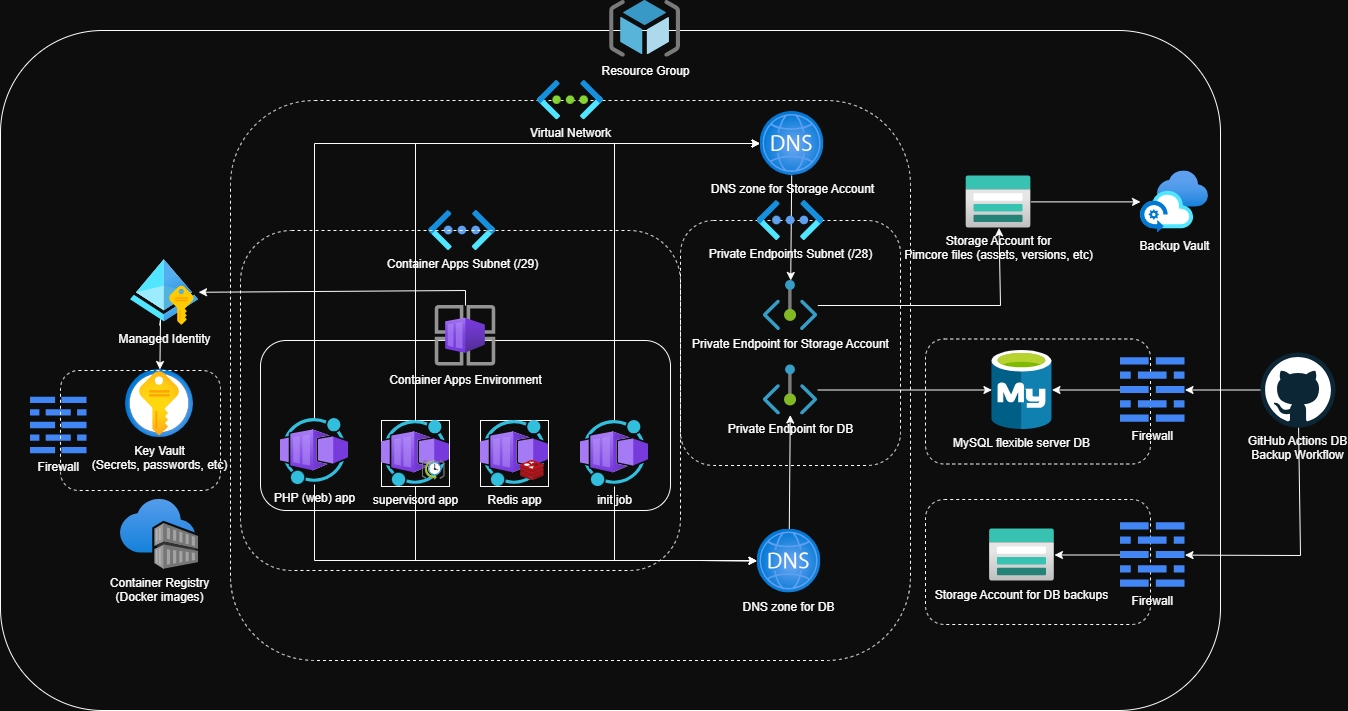 Resource Group
Virtual Network
DNS
DNS zone for Storage Account
Container Apps Subnet (/29)
Private Endpoints Subnet (/28)
Storage Account for
Pimcore files (assets, versions, etc)
Backup Vault
Managed Identity
Container Apps Environment
Private Endpoint for Storage Account
Firewall
Key Vault
(Secrets, passwords, etc)
PHP (web) app
supervisord app
Redis app
init job
Private Endpoint for DB
My
MySQL flexible server DB
Firewall
GitHub Actions DB
Backup Workflow
Container Registry
(Docker images)
DNS
DNS zone for DB
Storage Account for DB backups
Firewall